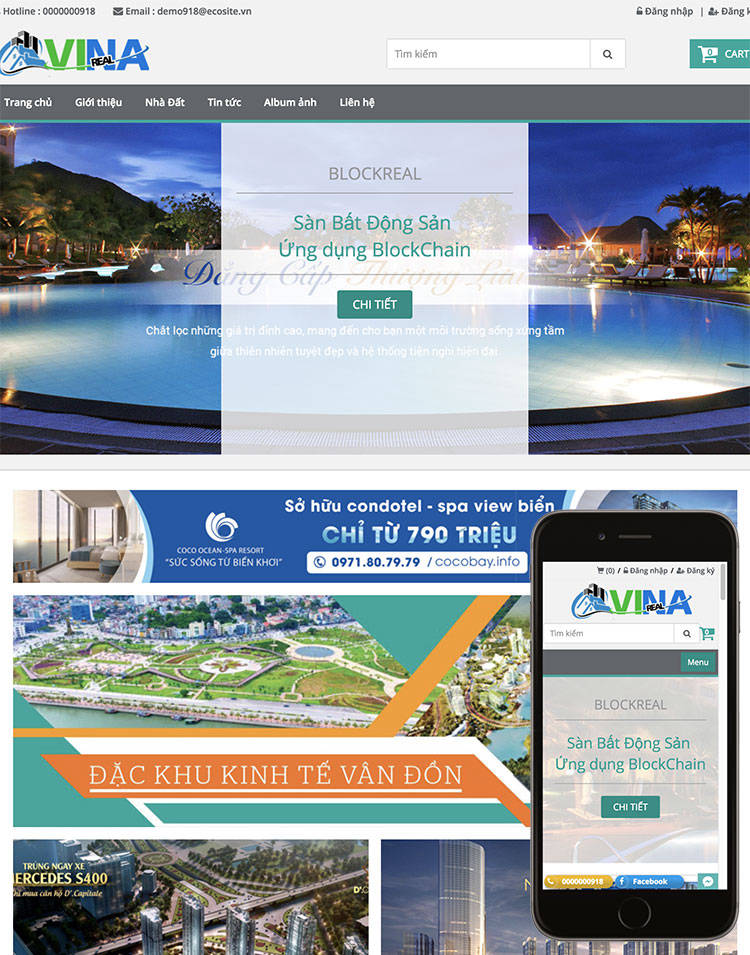 Hotline : 0000000918
Email : demo918@ecosite.vn
Đăng nhập | Đăng k
VINA
REAL
Tìm kiếm
0
CART
Trang chủ
Giới thiệu
Nhà Đất
Tin tức
Album ảnh
Liên hệ
BLOCKREAL
Sàn Bất Động Sản
Ứng dụng BlockChain
Đẳng Cấp Thượng Lưu
CHI TIẾT
Chắt lọc những giá trị đỉnh cao, mang đến cho bạn một môi trường sống xứng tầm
giữa thiên nhiên tuyệt đẹp và hệ thống tiện nghi hiện đại
Sở hữu condotel - spa view biển
CHỈ TỪ 790 TRIỆU
COCO OCEAN-SPA RESORT
"SỨC SỐNG TỪ BIỂN KHƠI"
0971.80.79.79 / cocobay.info
ĐẶC KHU KINH TẾ VÂN ĐỒN
TRÚNG NGAY XE
MERCEDES S400
Khi mua căn hộ D'.Capitale
D'.C
(0) / Đăng nhập / Đăng ký
VINA
REAL
Tìm kiếm
0
Menu
BLOCKREAL
Sàn Bất Động Sản
Ứng dụng BlockChain
CHI TIẾT
0000000918
Facebook